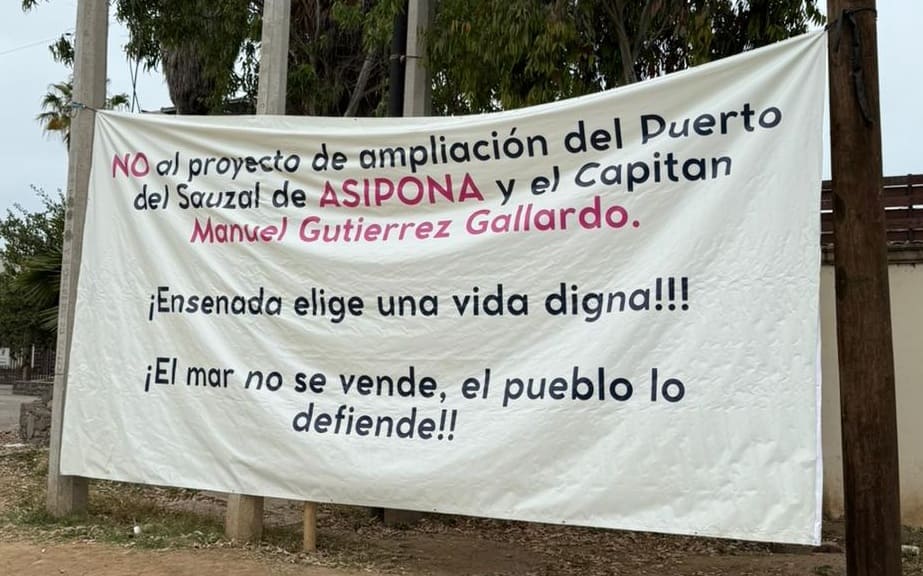 NO al proyecto de ampliación del Puerto
del Sauzal de ASIPONA y el Capitan
Manuel Gutierrez Gallardo.
¡Ensenada elige una vida digna!!!
¡El mar no se vende, el pueblo lo
defiende!!